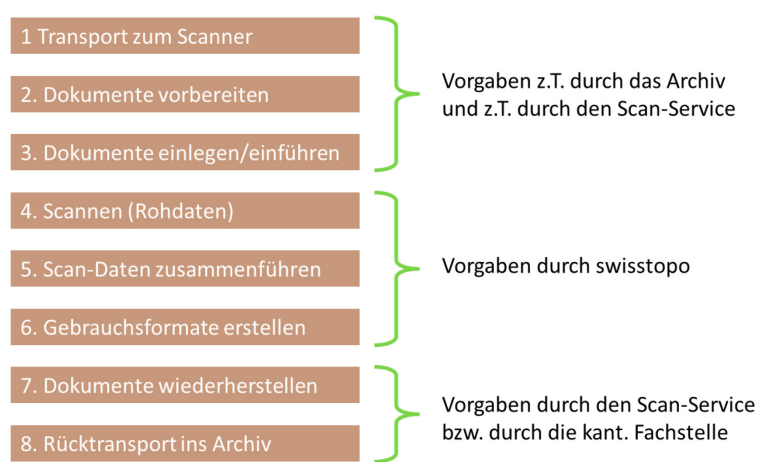 1 Transport zum Scanner
2. Dokumente vorbereiten
3. Dokumente einlegen/einführen
Vorgaben z.T. durch das Archiv
und z.T. durch den Scan-Service
4. Scannen (Rohdaten)
5. Scan-Daten zusammenführen
6. Gebrauchsformate erstellen
Vorgaben durch swisstopo
7. Dokumente wiederherstellen
8. Rücktransport ins Archiv
Vorgaben durch den Scan-Service
bzw. durch die kant. Fachstelle